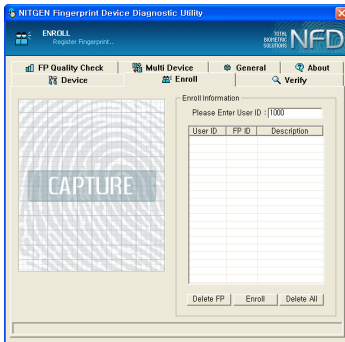 NITGEN Fingerprint Device Diagnostic Utility
ENROLL
Register Fingerprint..
TOTAL
BIOMETRIC
SOLUTIONS
NFD
FP Quality Check
Multi Device
General
About
Device
Enroll
Verify
CAPTURE
Enroll Information
Please Enter User ID : 1000
User ID FP ID Description
Delete FP Enroll Delete All